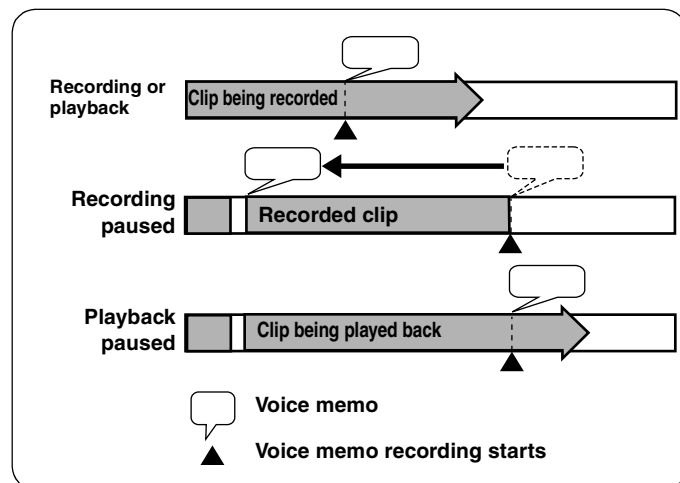 Recording or
playback
Clip being recorded
Recording
paused
Recorded clip
Playback
paused
Clip being played back
Voice memo
Voice memo recording starts